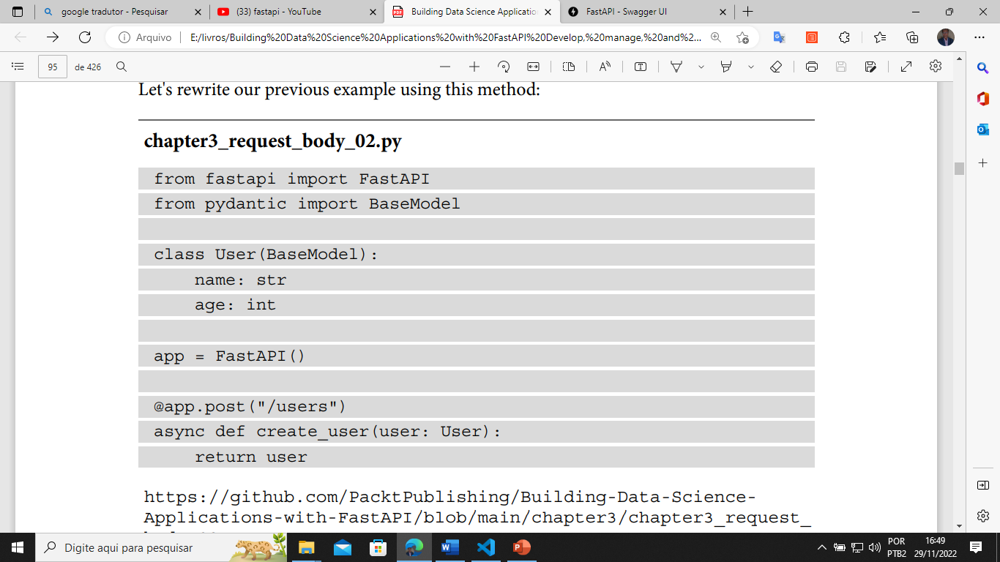 google tradutor - Pesquisar
(33) fastapi - YouTube
Building Data Science Application
FastAPI - Swagger UI
Arquivo
E:/livros/Building%20Data%20Science%20Applications%20with%20FastAPI%20Develop,%20manage,%20and%2...
95
de 426
Let's rewrite our previous example using this method:
chapter3_request_body_02.py
from fastapi import FastAPI
from pydantic import BaseModel
class User(BaseModel):
name: str
age: int
app = FastAPI()
@app.post("/users")
async def create_user(user: User):
return user
https://github.com/PacktPublishing/Building-Data-Science-
Applications-with-FastAPI/blob/main/chapter3/chapter3_request_
Digite aqui para pesquisar
POR
PTB2
16:49
29/11/2022